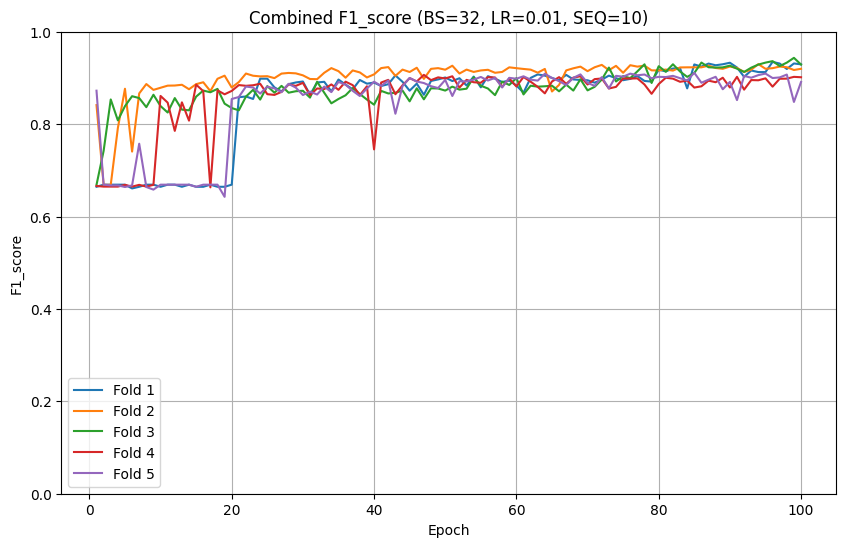 Combined F1_score (BS=32, LR=0.01, SEQ=10)
F1_score
1.0
0.8
0.6
0.4
0.2
0.0
Fold 1
Fold 2
Fold 3
Fold 4
Fold 5
0 20 40 60 80 100
Epoch